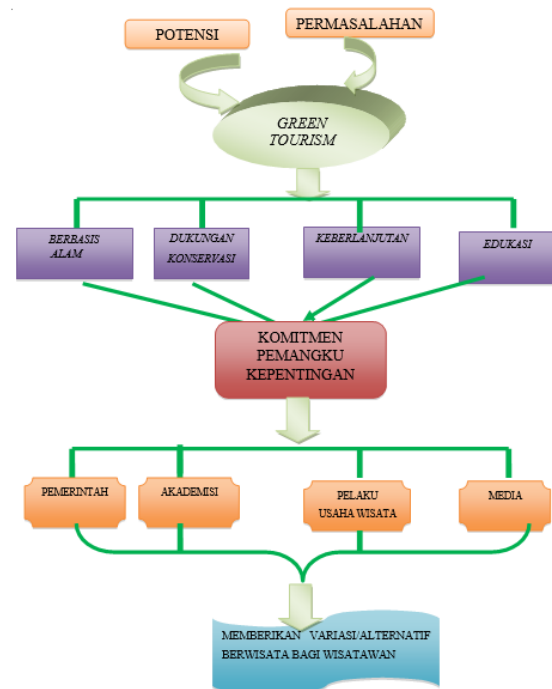 POTENSI
PERMASALAHAN
GREEN
TOURISM
BERBASIS
ALAM
DUKUNGAN
KONSERVASI
KEBERLANJUTAN
EDUKASI
KOMITMEN
PEMANGKU
KEPENTINGAN
PEMERINTAH
AKADEMISI
PELAKU
USAHA WISATA
MEDIA
MEMBERIKAN VARIASI/ALTERNATIF
BERWISATA BAGI WISATAWAN